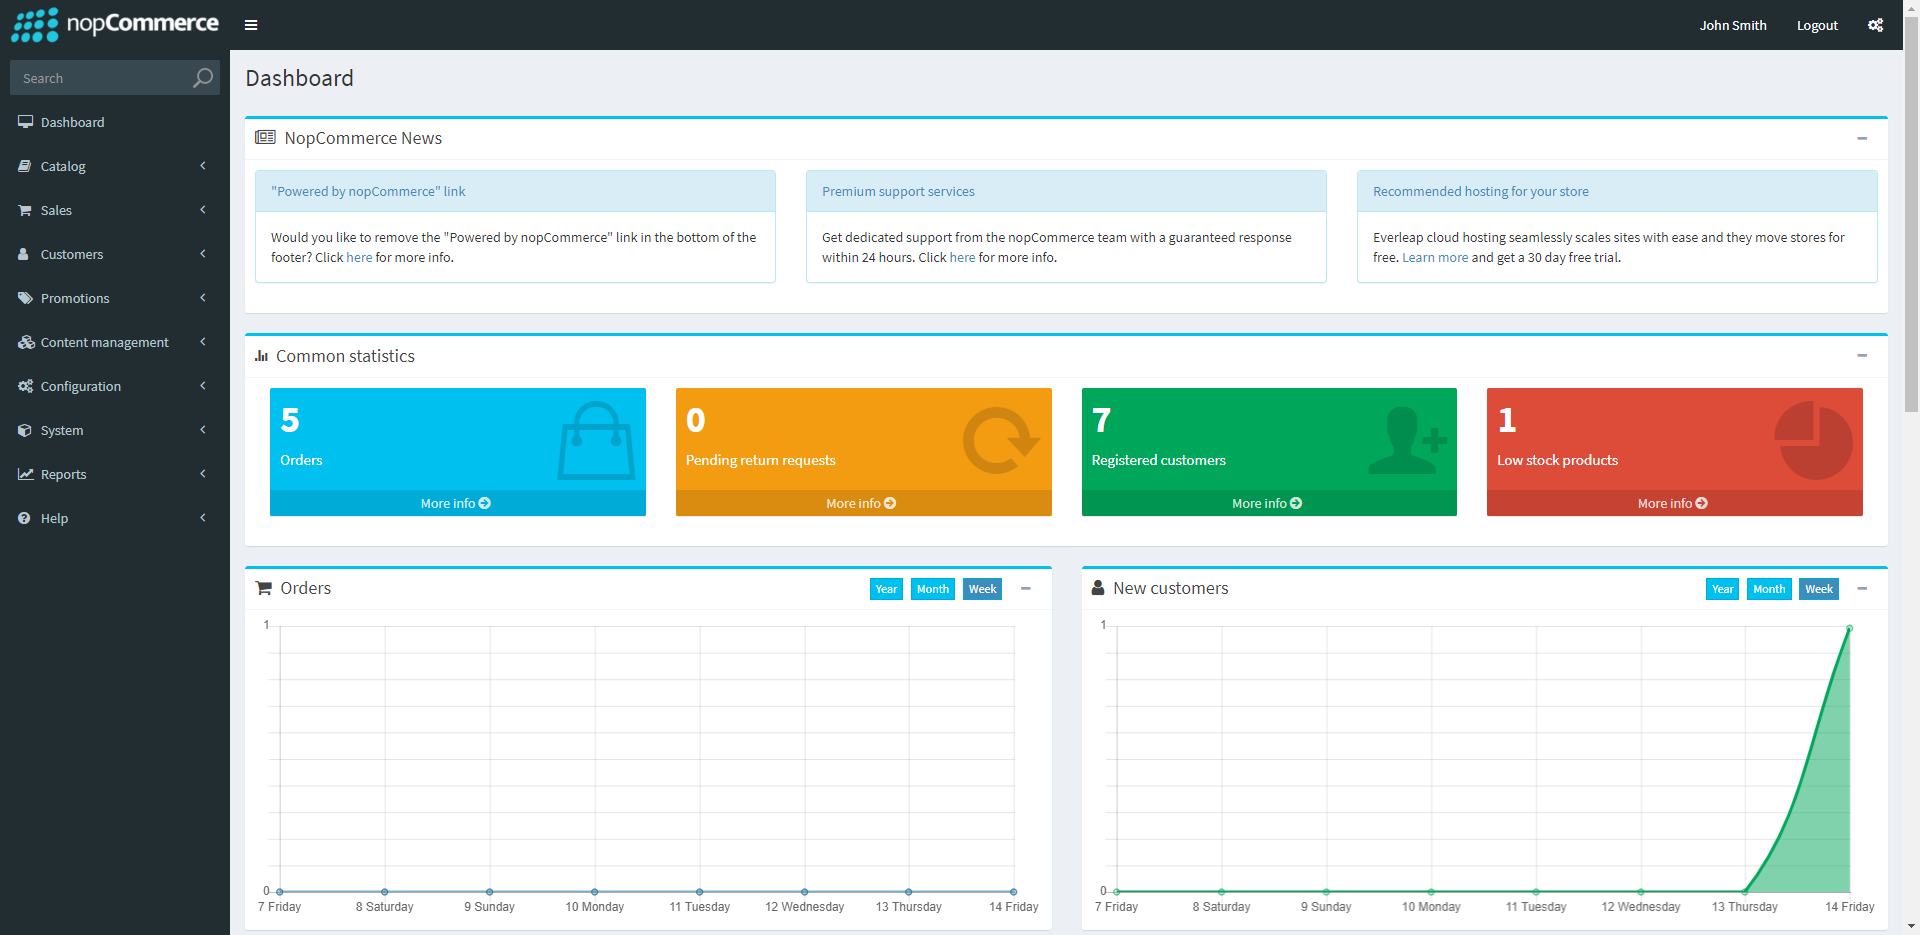 nopCommerce
John Smith
Logout
Search
Dashboard
Catalog
Sales
Customers
Promotions
Content management
Configuration
System
Reports
Help
Dashboard
NopCommerce News
"Powered by nopCommerce" link
Would you like to remove the "Powered by nopCommerce" link in the bottom of the
footer? Click here for more info.
Premium support services
Get dedicated support from the nopCommerce team with a guaranteed response
within 24 hours. Click here for more info.
Recommended hosting for your store
Everleap cloud hosting seamlessly scales sites with ease and they move stores for
free. Learn more and get a 30 day free trial.
Common statistics
5
Orders
More info
0
Pending return requests
More info
7
Registered customers
More info
1
Low stock products
More info
Orders
Year
Month
Week
1
0
7 Friday
8 Saturday
9 Sunday
10 Monday
11 Tuesday
12 Wednesday
13 Thursday
14 Friday
New customers
Year
Month
Week
1
0
7 Friday
8 Saturday
9 Sunday
10 Monday
11 Tuesday
12 Wednesday
13 Thursday
14 Friday